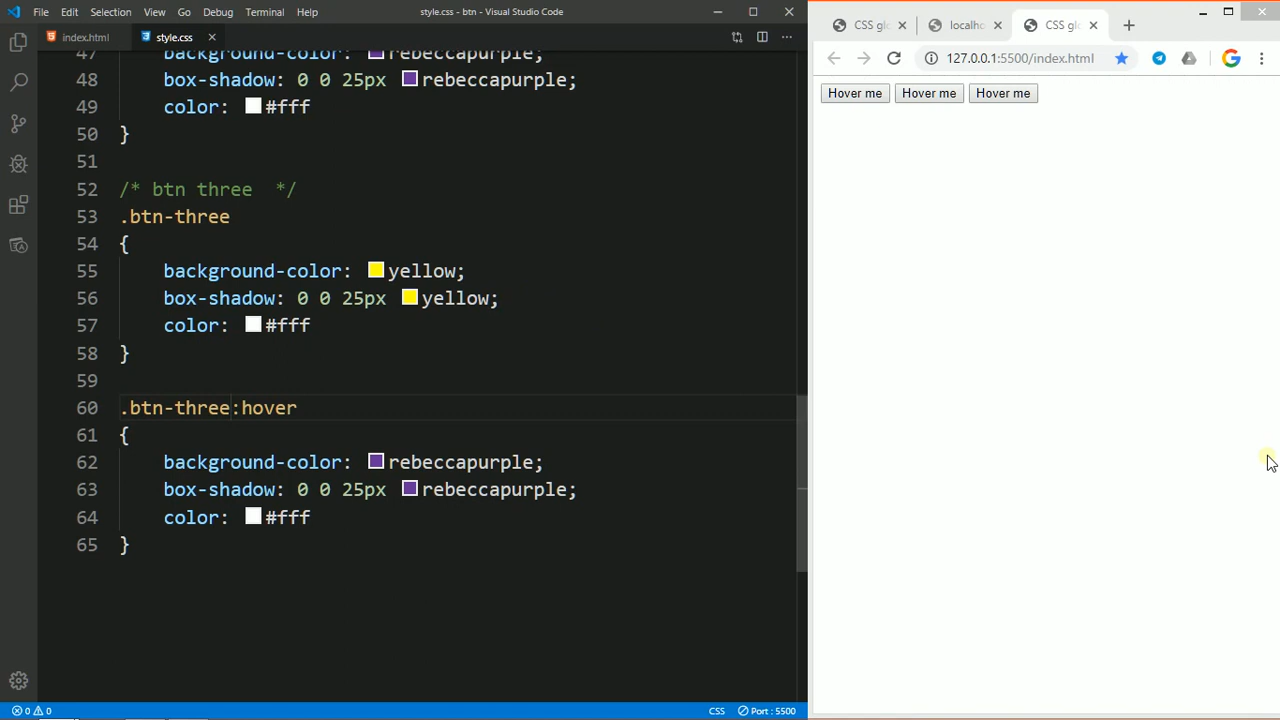 File Edit Selection View Go Debug Terminal Help style.css - btn - Visual Studio Code
index.html style.css
47 rebeccapurple;
48 box-shadow: 0 0 25px rebeccapurple;
49 color: #fff
50 }
51
52 /* btn three  */
53 .btn-three
54 {
55 background-color: yellow;
56 box-shadow: 0 0 25px yellow;
57 color: #fff
58 }
59
60 .btn-three:hover
61 {
62 background-color: rebeccapurple;
63 box-shadow: 0 0 25px rebeccapurple;
64 color: #fff
65 }
0 0 CSS Port : 5500
CSS glo localho CSS glo
127.0.0.1:5500/index.html
Hover me Hover me Hover me